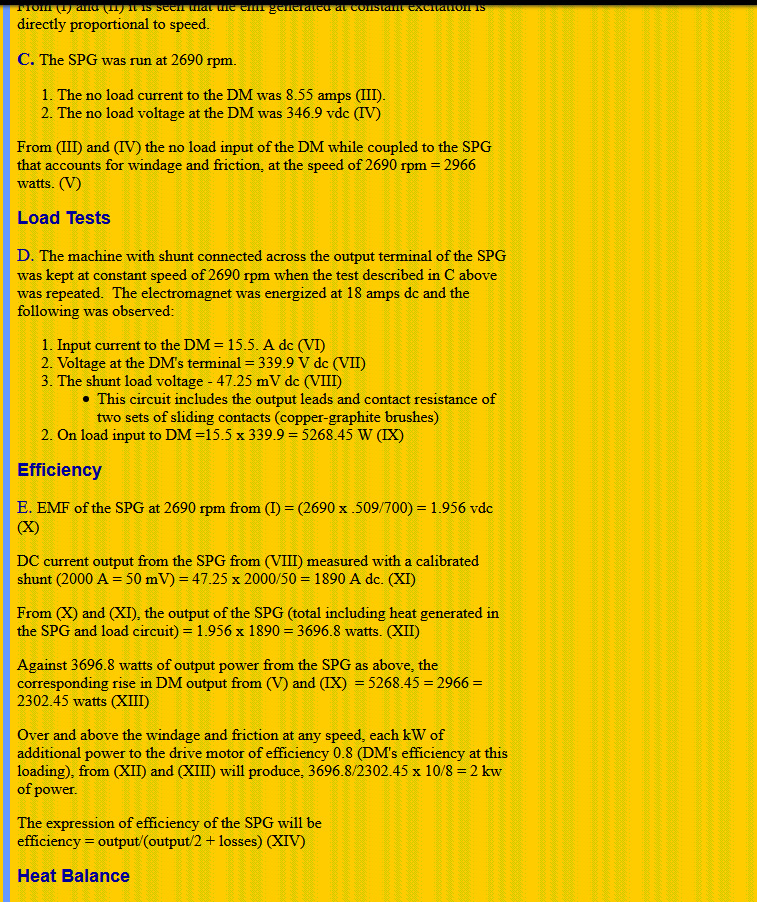 From (I) and (II) it is seen that the emf generated at constant excitation is
directly proportional to speed.
C. The SPG was run at 2690 rpm.
1. The no load current to the DM was 8.55 amps (III).
2. The no load voltage at the DM was 346.9 vdc (IV)
From (III) and (IV) the no load input of the DM while coupled to the SPG
that accounts for windage and friction, at the speed of 2690 rpm = 2966
watts. (V)
Load Tests
D. The machine with shunt connected across the output terminal of the SPG
was kept at constant speed of 2690 rpm when the test described in C above
was repeated.  The electromagnet was energized at 18 amps dc and the
following was observed:
1. Input current to the DM = 15.5. A dc (VI)
2. Voltage at the DM's terminal = 339.9 V dc (VII)
3. The shunt load voltage - 47.25 mV dc (VIII)
• This circuit includes the output leads and contact resistance of
two sets of sliding contacts (copper-graphite brushes)
2. On load input to DM =15.5 x 339.9 = 5268.45 W (IX)
Efficiency
E. EMF of the SPG at 2690 rpm from (I) = (2690 x .509/700) = 1.956 vdc
(X)
DC current output from the SPG from (VIII) measured with a calibrated
shunt (2000 A = 50 mV) = 47.25 x 2000/50 = 1890 A dc. (XI)
From (X) and (XI), the output of the SPG (total including heat generated in
the SPG and load circuit) = 1.956 x 1890 = 3696.8 watts. (XII)
Against 3696.8 watts of output power from the SPG as above, the
corresponding rise in DM output from (V) and (IX)  = 5268.45 = 2966 =
2302.45 watts (XIII)
Over and above the windage and friction at any speed, each kW of
additional power to the drive motor of efficiency 0.8 (DM's efficiency at this
loading), from (XII) and (XIII) will produce, 3696.8/2302.45 x 10/8 = 2 kw
of power.
The expression of efficiency of the SPG will be
efficiency = output/(output/2 + losses) (XIV)
Heat Balance